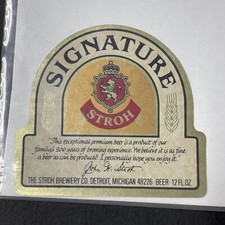 SIGNATURE
STROH
This exceptional premium beer is a product of our
family's 200 years of brewing experience. We believe it is as fine
a beer as can be produced. I personally hope you enjoy it.
THE STROH BREWERY CO. DETROIT, MICHIGAN 48226 BEER 12 FL. OZ.